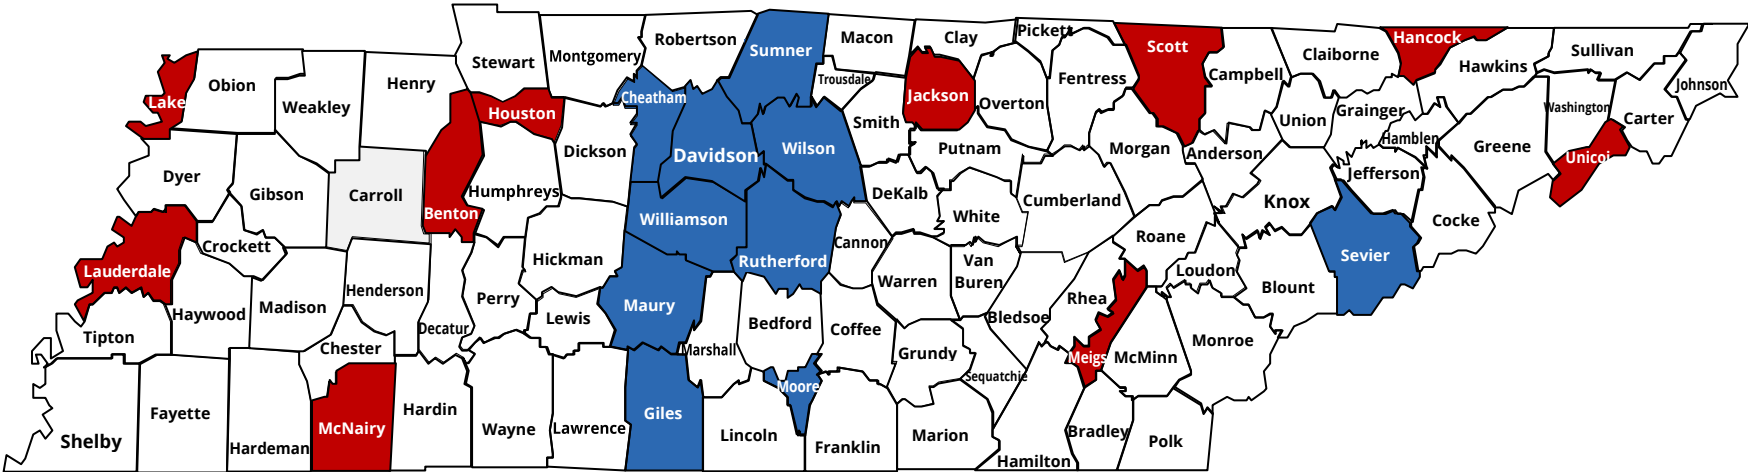 Pickett
Robertson
Macon
Clay
Scott
Hancock
Sumner
Sullivan
Montgomery
Stewart
Claiborne
Hawkins
Trousdale
Fentress
Campbell
Obion
Henry
Johnson
Lake
Weakley
Cheatham
Jackson
Overton
Houston
Smith
Union
Grainger
Washington
Carter
Hamblen
Dickson
Davidson
Wilson
Putnam
Morgan
Anderson
Greene
Unicoi
Dyer
Gibson
Carroll
Humphreys
DeKalb
Jefferson
Benton
Williamson
White
Cumberland
Knox
Cocke
Crockett
Cannon
Roane
Lauderdale
Hickman
Rutherford
Van
Buren
Loudon
Sevier
Henderson
Perry
Maury
Warren
Rhea
Blount
Haywood
Madison
Tipton
Decatur
Lewis
Bedford
Coffee
Bledsoe
Chester
Marshall
Grundy
Meigs
McMinn
Monroe
Sequatchie
Moore
Shelby
Fayette
Hardeman
McNairy
Hardin
Wayne
Lawrence
Giles
Lincoln
Franklin
Marion
Hamilton
Bradley
Polk